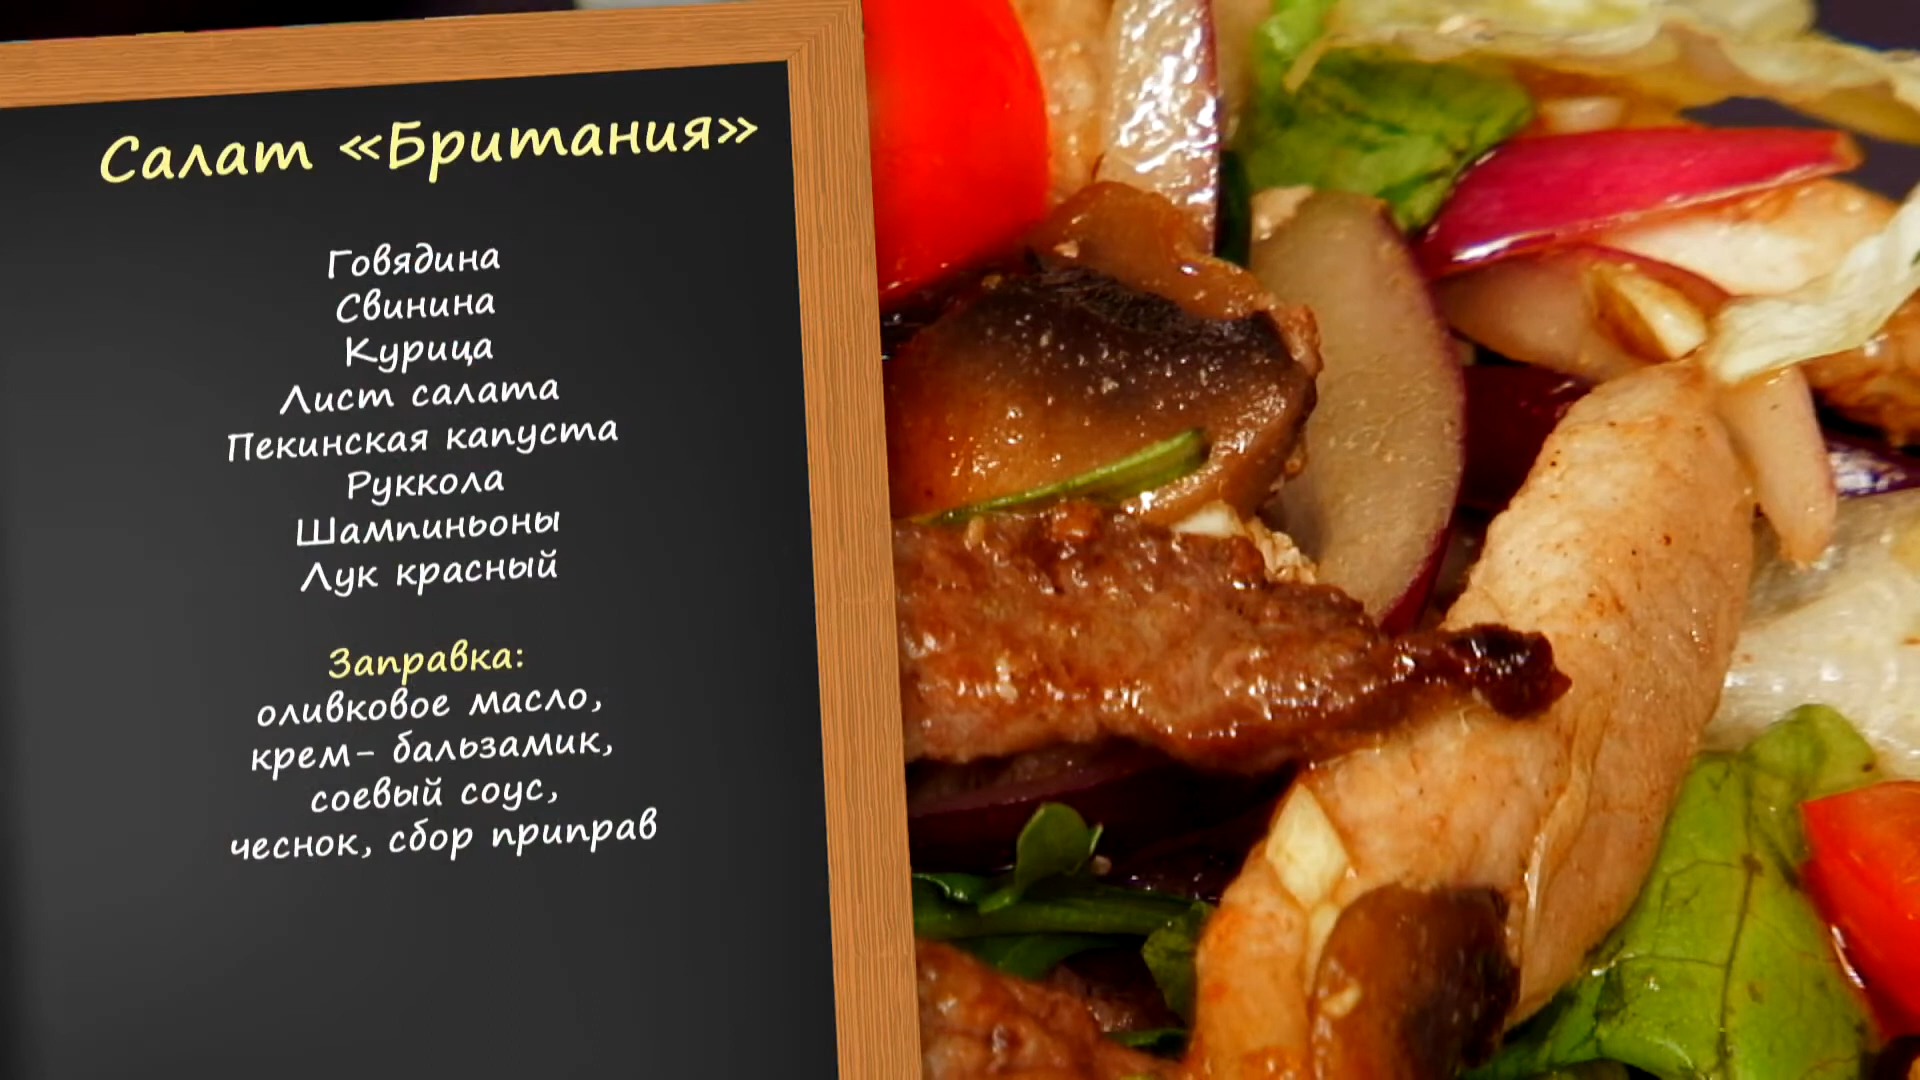 Салат «Британия»
Говядина
Свинина
Курица
Лист салата
Пекинская капуста
Руккола
Шампиньоны
Лук красный
Заправка:
оливковое масло,
крем- бальзамик,
соевый соус,
чеснок, сбор приправ